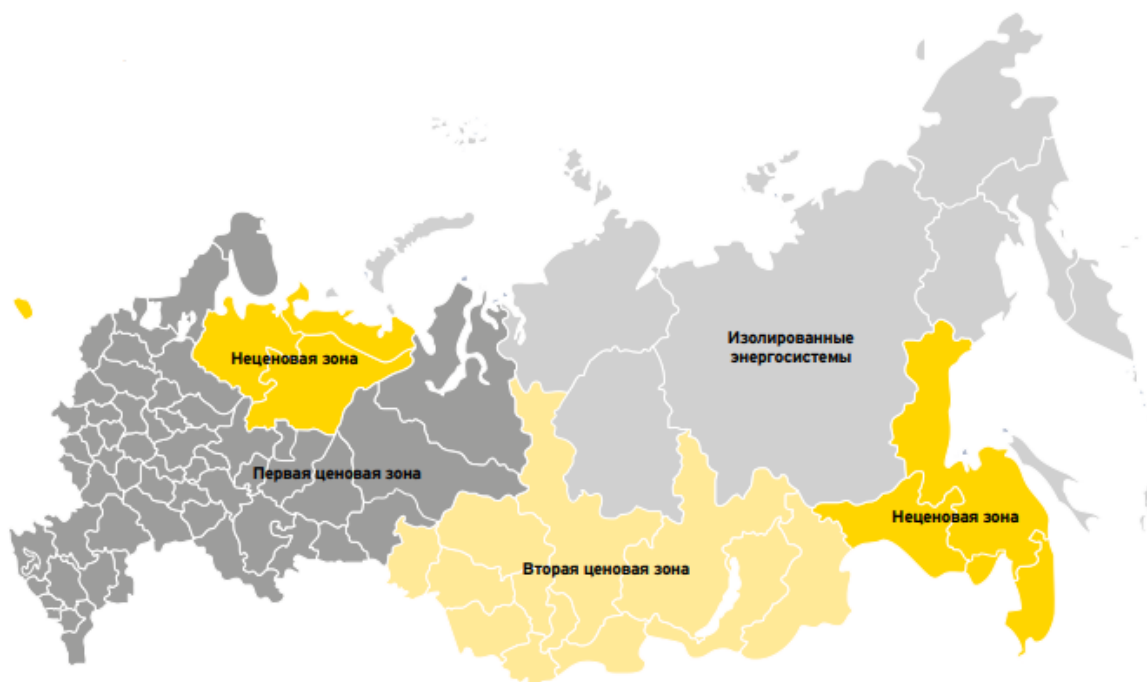 Изолированные
энергосистемы
Неценовая зона
Первая ценовая зона
Неценовая зона
Вторая ценовая зона